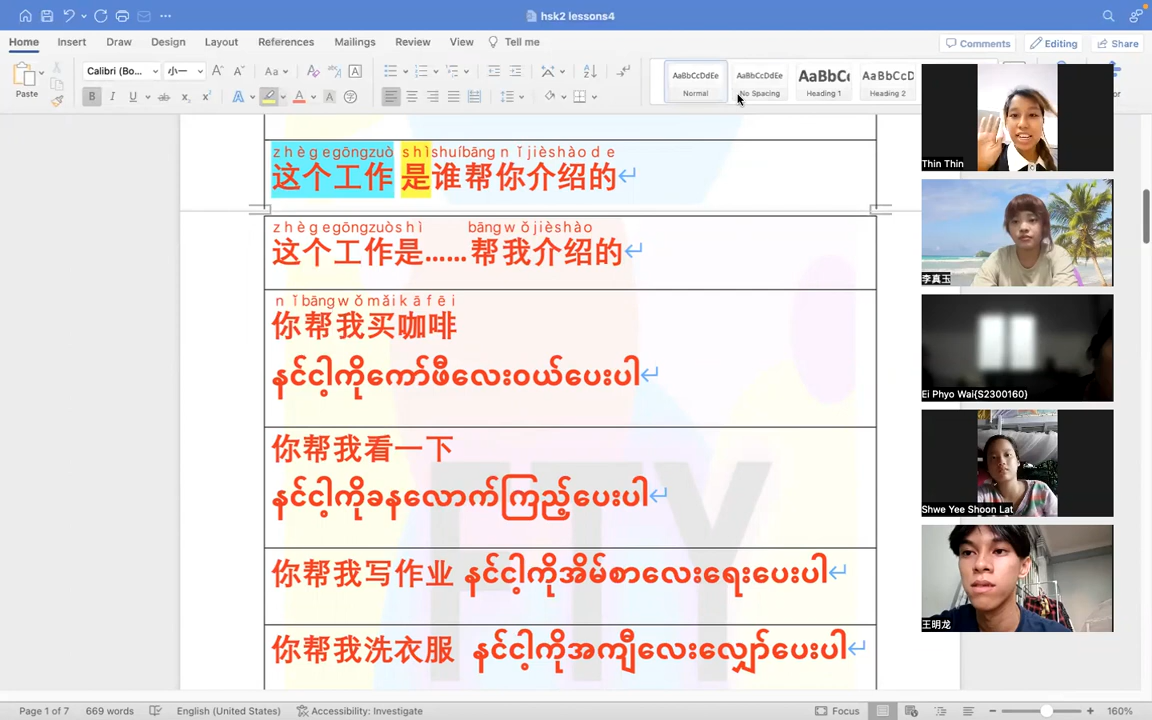 hsk2 lessons4
Home Insert Draw Design Layout References Mailings Review View Tell me
Comments Editing Share
Paste
Calibri (Bo... 小一
AaBbCcDdEe AaBbCcDdEe AaBbC AaBbCcD
Normal No Spacing Heading 1 Heading 2
zhègegōngzuò shìshuíbāngnǐjièshàode
这个工作 是谁帮你介绍的
zhègegōngzuòshì bāngwǒjièshào
这个工作是……帮我介绍的
nǐbāngwǒmǎikāfēi
你帮我买咖啡
နင်ငါ့ကိုကော်ဖီလေးဝယ်ပေးပါ
你帮我看一下
နင်ငါ့ကိုခနလောက်ကြည့်ပေးပါ
你帮我写作业 နင်ငါ့ကိုအိမ်စာလေးရေးပေးပါ
你帮我洗衣服 နင်ငါ့ကိုအကျီလေးလျှော်ပေးပါ
FTY
Thin Thin
李真玉
Ei Phyo Wai{S2300160}
Shwe Yee Shoon Lat
王明龙
Page 1 of 7 669 words English (United States) Accessibility: Investigate Focus 160%